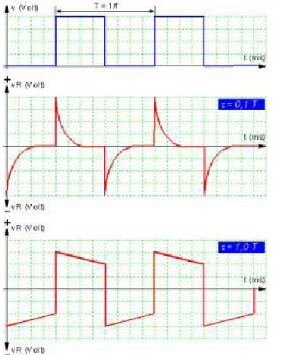 v (Volt)
T = 1/f
t (ms)
+
vR (Volt)
τ = 0,1 T
t (ms)
− vR (Volt)
+
vR (Volt)
τ = 1,0 T
t (ms)
− vR (Volt)